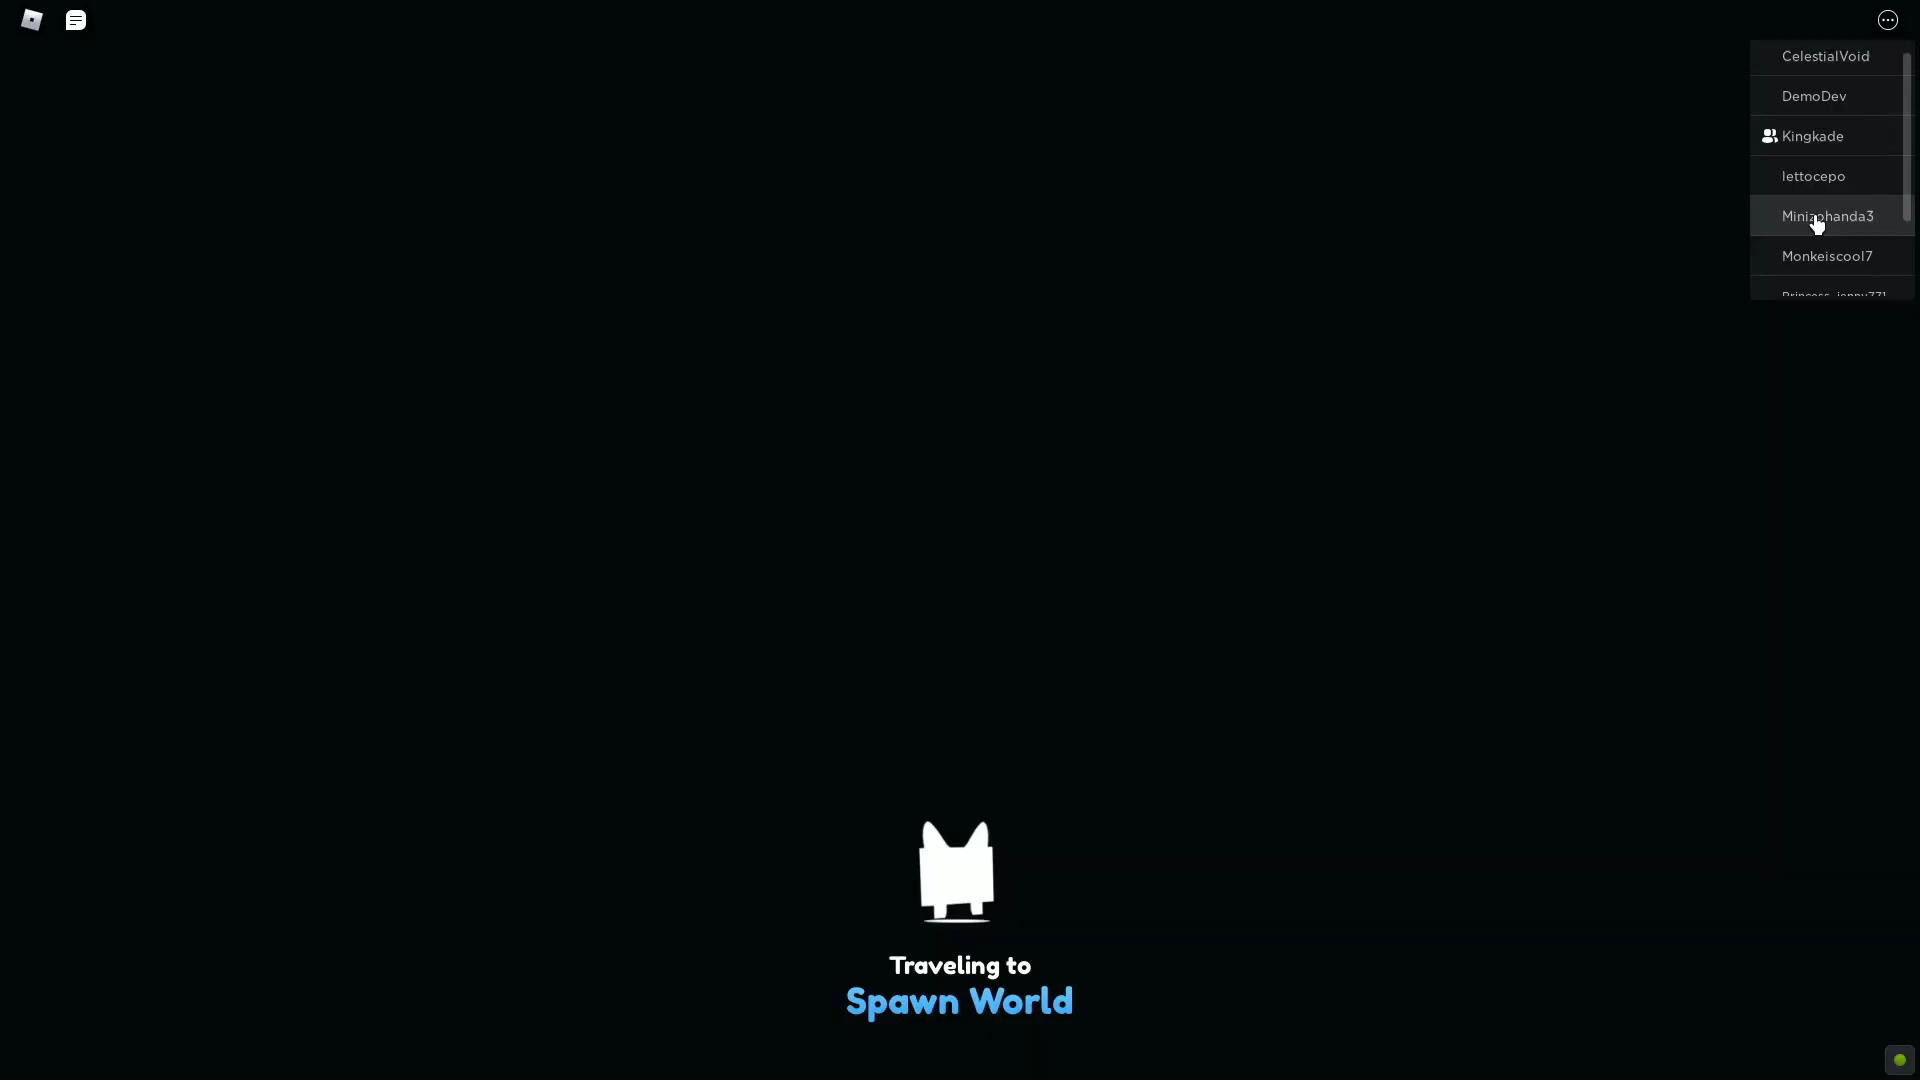 CelestialVoid
DemoDev
Kingkade
lettocepo
Monkeiscool7
Traveling to
Spawn World